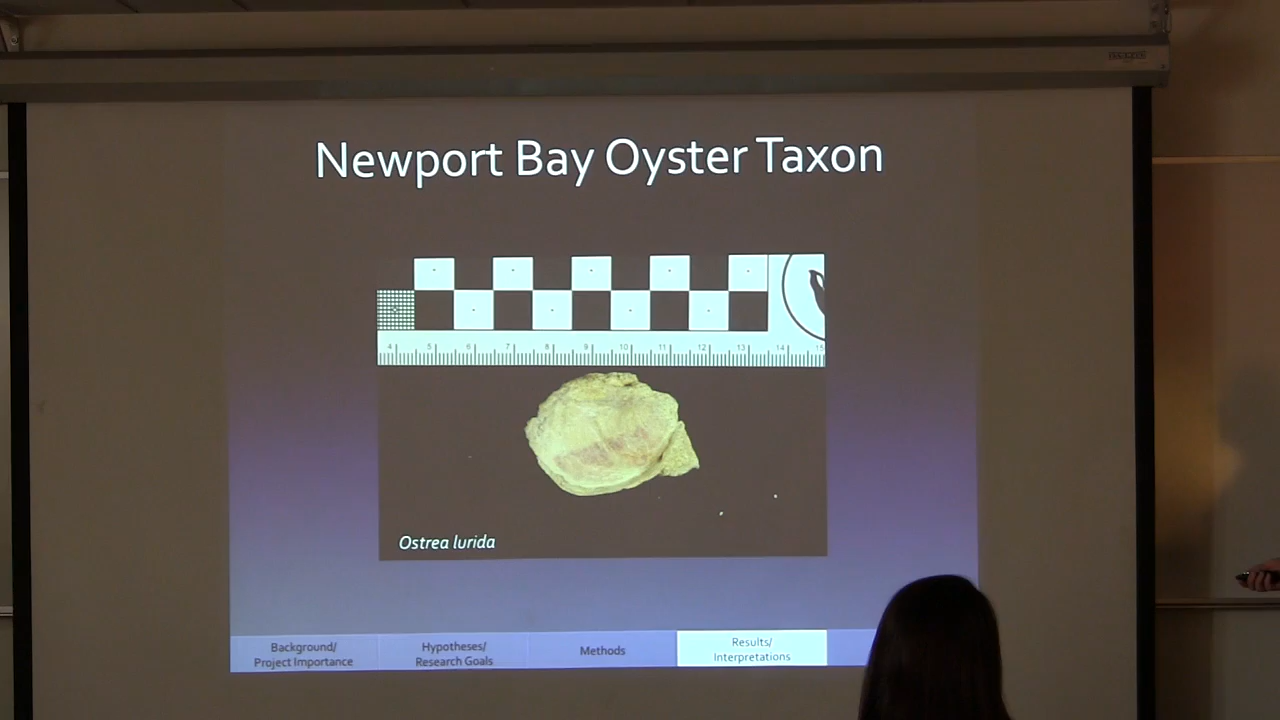 Newport Bay Oyster Taxon
4 5 6 7 8 9 10 11 12 13 14 15
Ostrea lurida
Background/
Project Importance
Hypotheses/
Research Goals
Methods
Results/
Interpretations